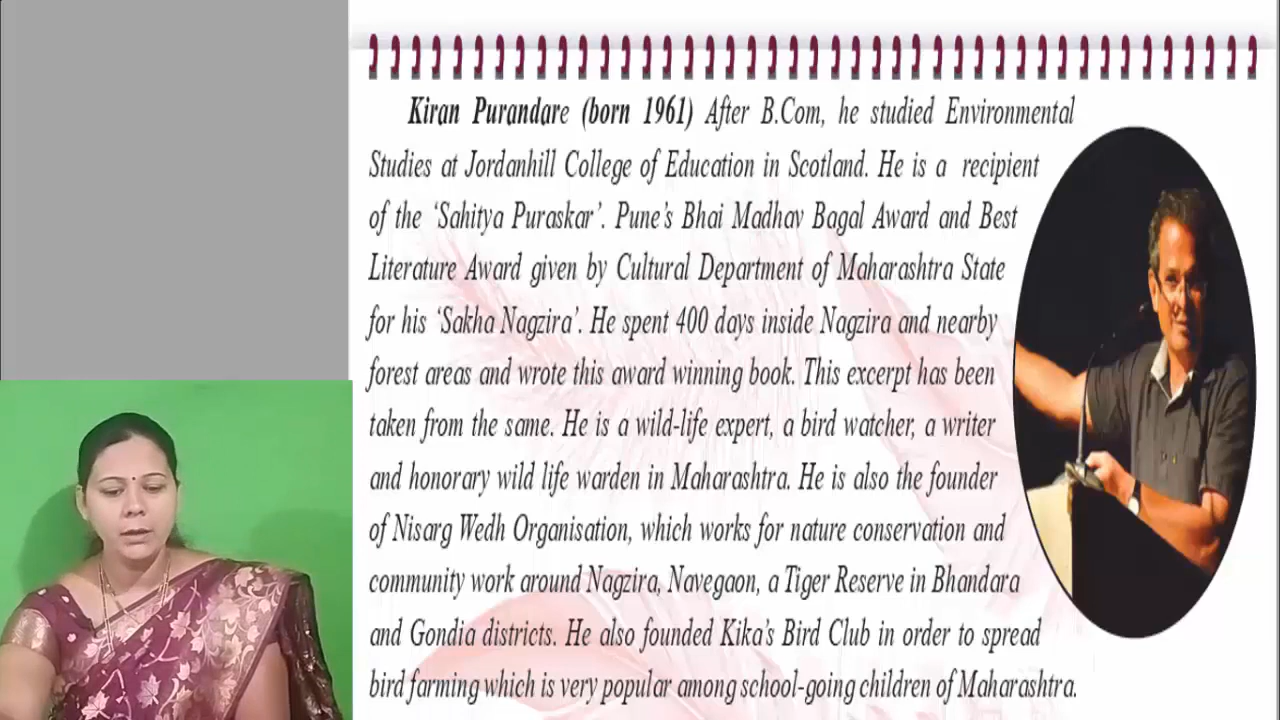 Kiran Purandare (born 1961) After B.Com, he studied Environmental
Studies at Jordanhill College of Education in Scotland. He is a recipient
of the ‘Sahitya Puraskar’. Pune’s Bhai Madhav Bagal Award and Best
Literature Award given by Cultural Department of Maharashtra State
for his ‘Sakha Nagzira’. He spent 400 days inside Nagzira and nearby
forest areas and wrote this award winning book. This excerpt has been
taken from the same. He is a wild-life expert, a bird watcher, a writer
and honorary wild life warden in Maharashtra. He is also the founder
of Nisarg Wedh Organisation, which works for nature conservation and
community work around Nagzira, Navegaon, a Tiger Reserve in Bhandara
and Gondia districts. He also founded Kika’s Bird Club in order to spread
bird farming which is very popular among school-going children of Maharashtra.